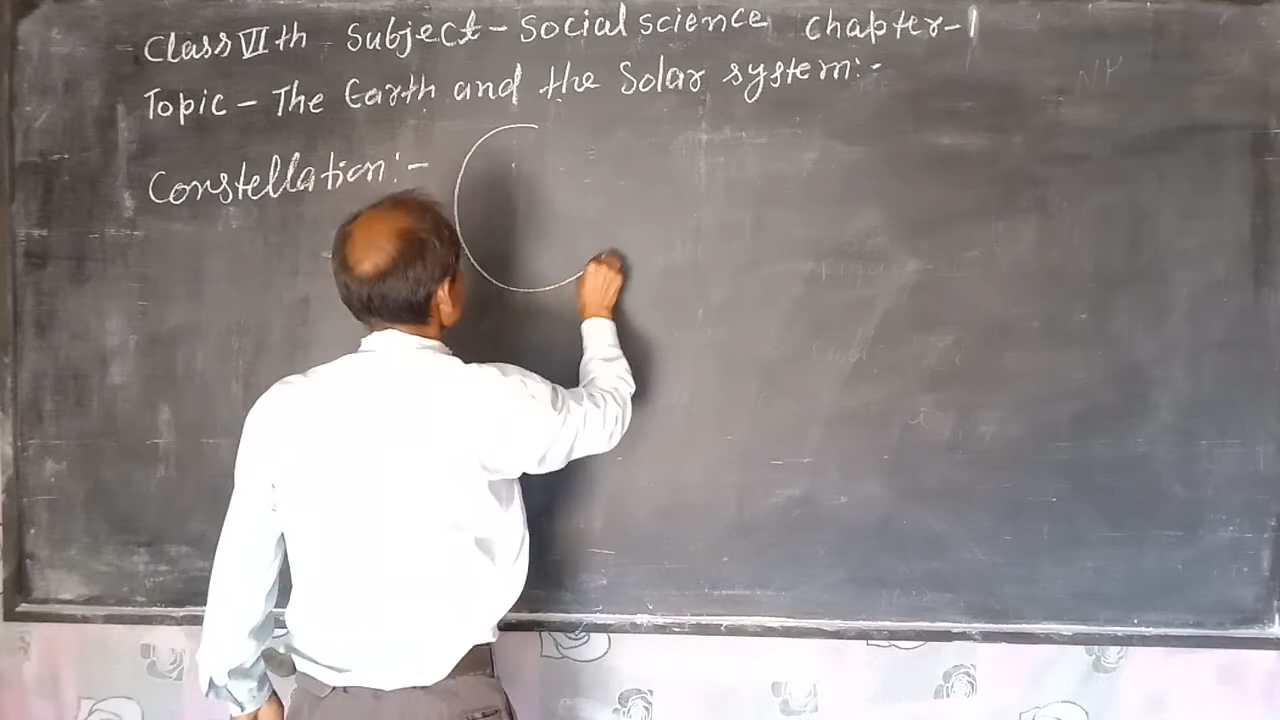 Class VI th Subject - Social science Chapter-1
Topic - The Earth and the Solar system:-
Constellation:-